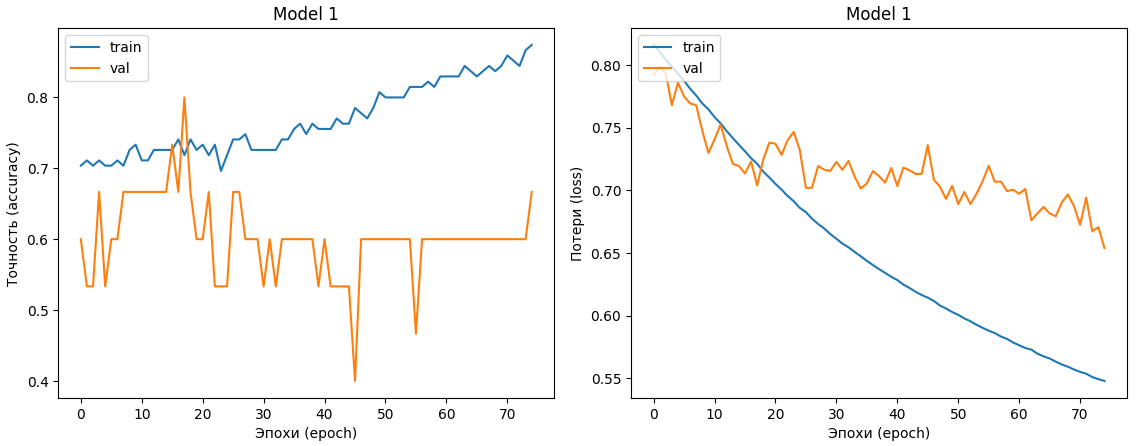 Model 1
train
val
Точность (accuracy)
0.8
0.7
0.6
0.5
0.4
0 10 20 30 40 50 60 70
Эпохи (epoch)
Model 1
train
val
Потери (loss)
0.80
0.75
0.70
0.65
0.60
0.55
0 10 20 30 40 50 60 70
Эпохи (epoch)